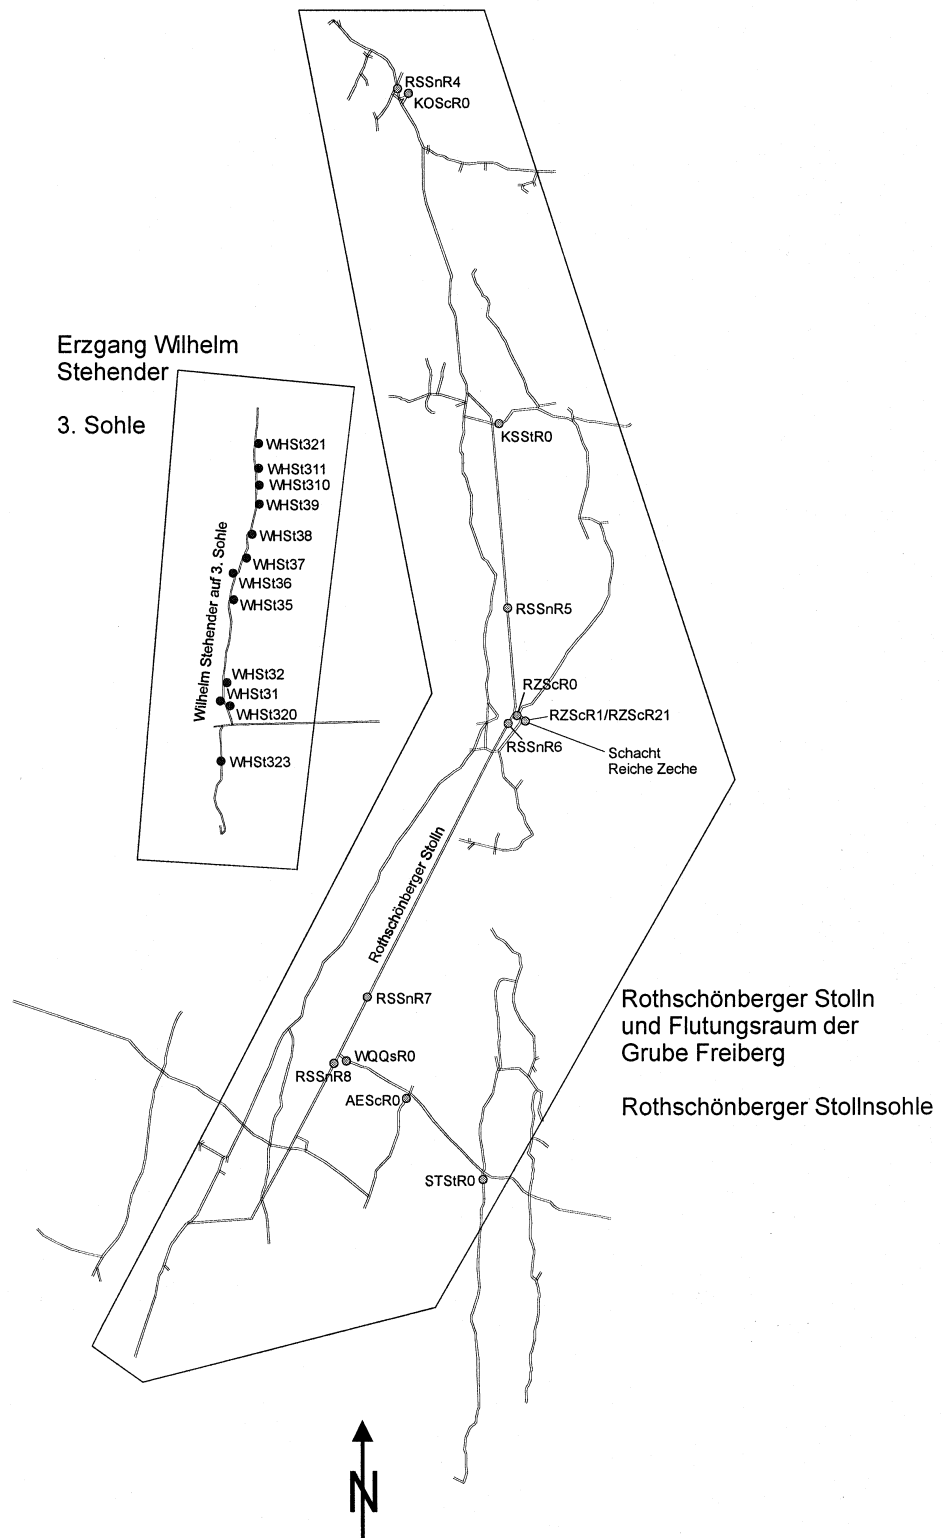 RSSnR4
KOScR0
Erzgang Wilhelm
Stehender
3. Sohle
KSStR0
WHSt321
WHSt311
WHSt310
WHSt39
WHSt38
WHSt37
WHSt36
WHSt35
WHSt32
WHSt31
WHSt320
WHSt323
Wilhelm Stehender auf 3. Sohle
RSSnR5
RZScR0
RZScR1/RZScR21
RSSnR6
Schacht
Reiche Zeche
Rothschönberger Stolln
RSSnR7
Rothschönberger Stolln
und Flutungsraum der
Grube Freiberg
Rothschönberger Stollnsohle
WQQsR0
RSSnR8
AEScR0
STStR0
N